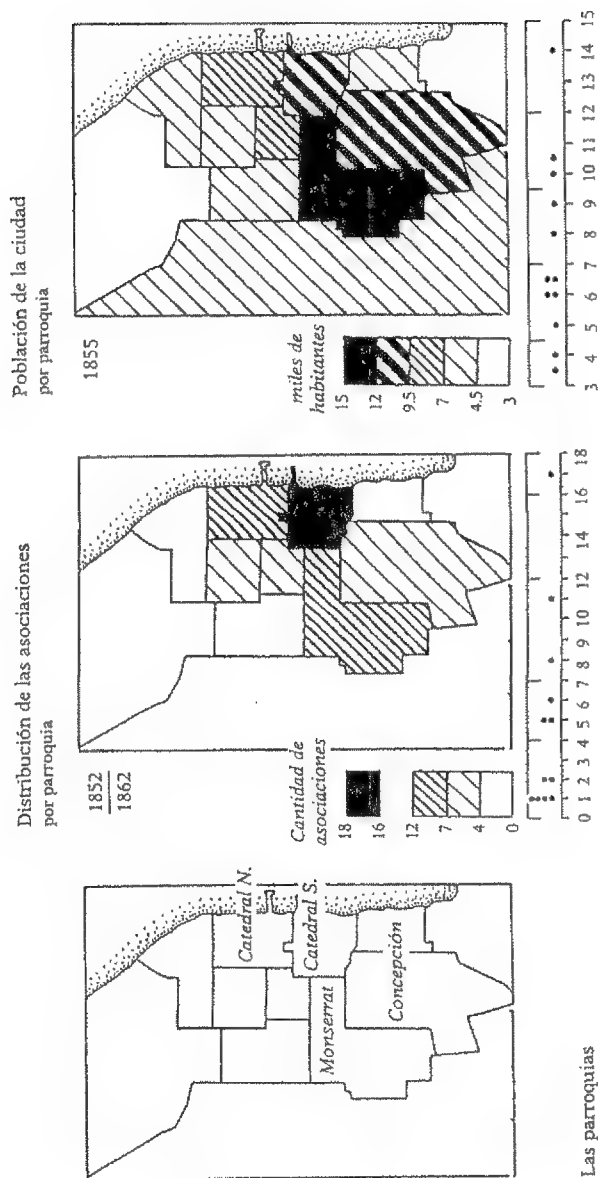 Población de la ciudad
por parroquia
1855
miles de
habitantes
15
12
9.5
7
4.5
3
3 4 5 6 7 8 9 10 11 12 13 14 15
Distribución de las asociaciones
por parroquia
1852
1862
Cantidad de
asociaciones
18
16
12
7
4
0
0 1 2 3 4 5 6 7 8 9 10 11 12 14 16 18
Catedral N.
Catedral S.
Monserrat
Concepción
Las parroquias